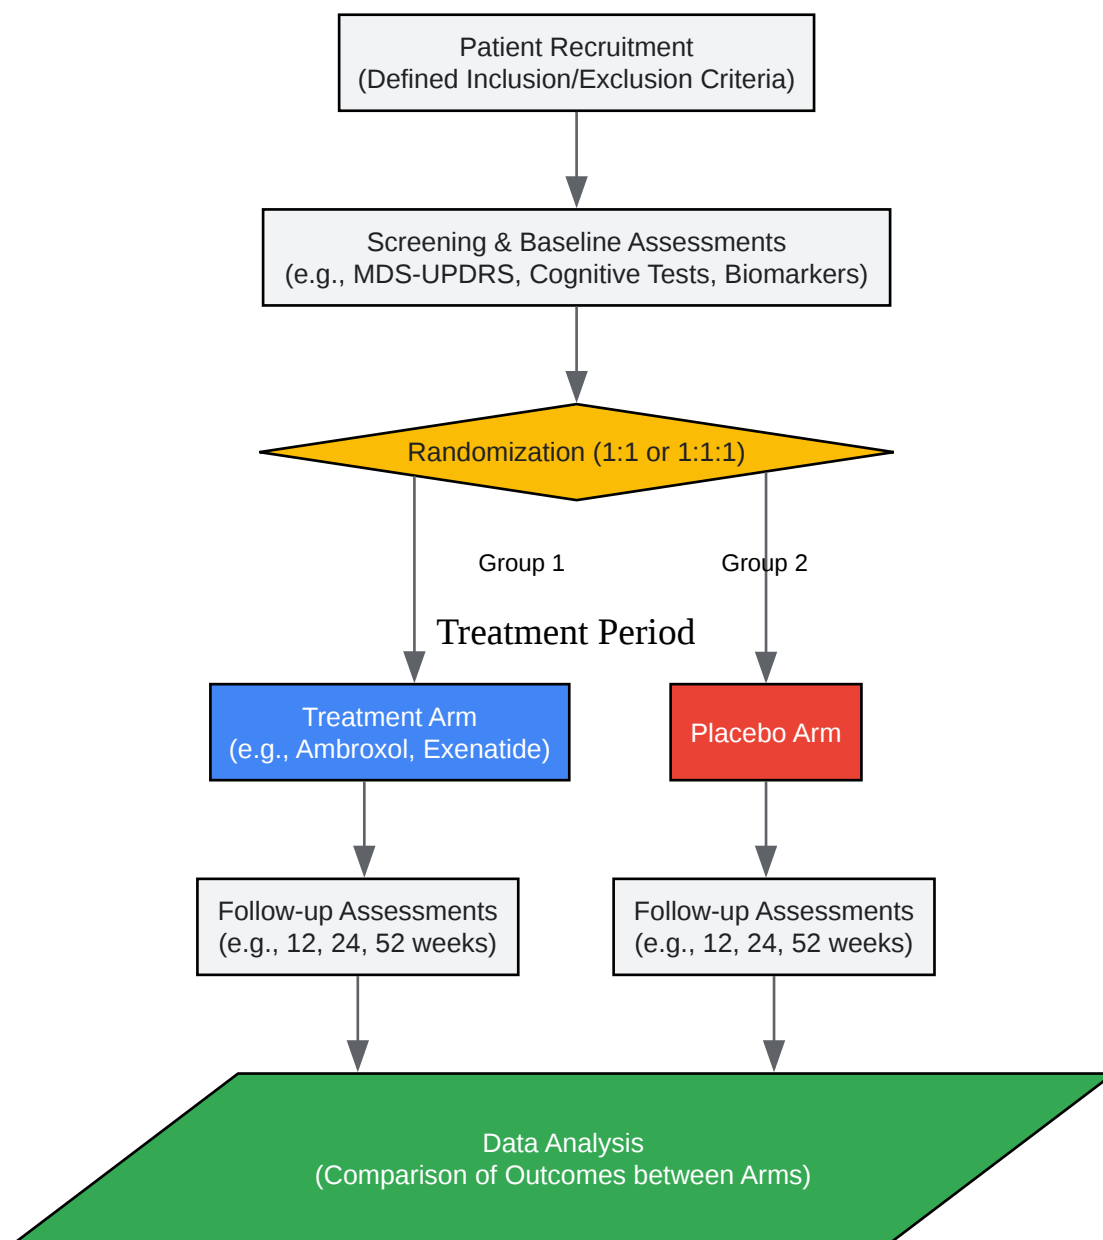 Patient Recruitment
(Defined Inclusion/Exclusion Criteria)
Screening & Baseline Assessments
(e.g., MDS-UPDRS, Cognitive Tests, Biomarkers)
Randomization (1:1 or 1:1:1)
Group 1
Group 2
Treatment Period
Treatment Arm
(e.g., Ambroxol, Exenatide)
Placebo Arm
Follow-up Assessments
(e.g., 12, 24, 52 weeks)
Follow-up Assessments
(e.g., 12, 24, 52 weeks)
Data Analysis
(Comparison of Outcomes between Arms)